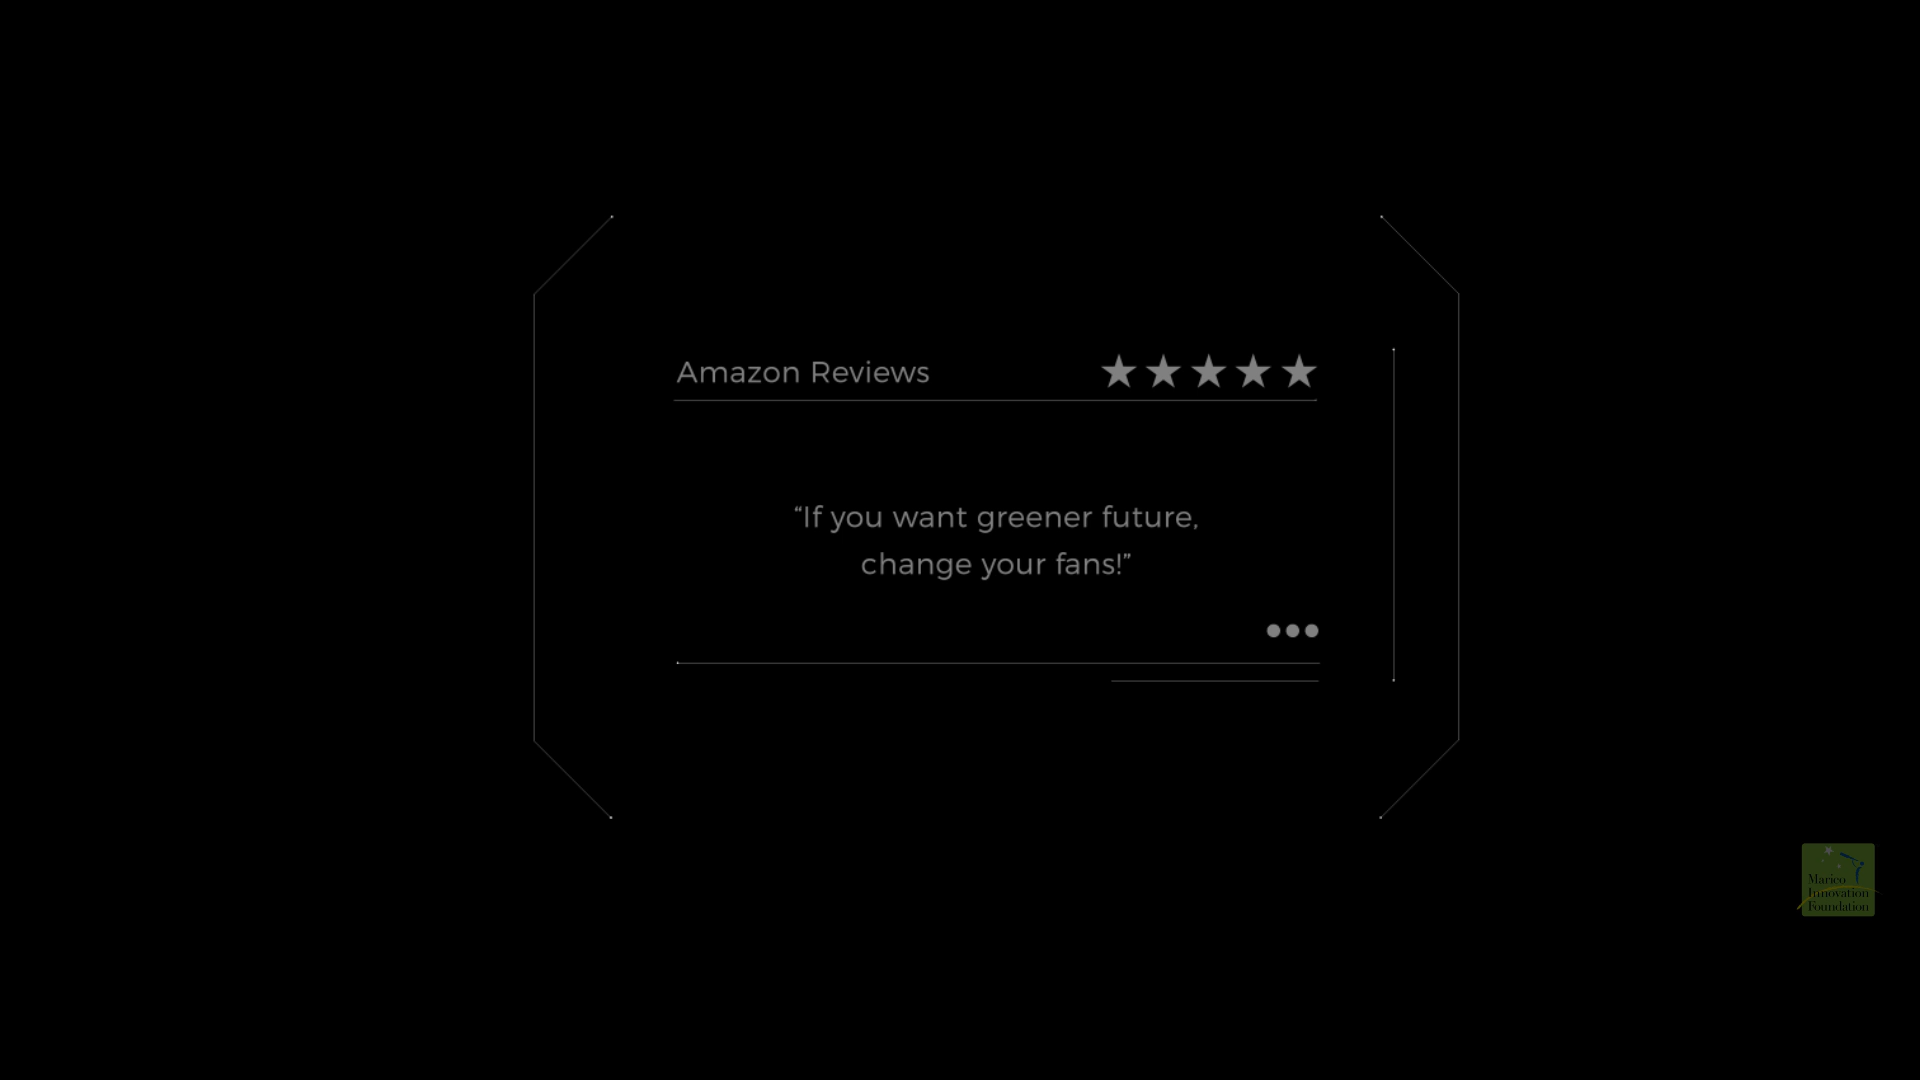 Amazon Reviews
“If you want greener future,
change your fans!”
Marico
Innovation
Foundation